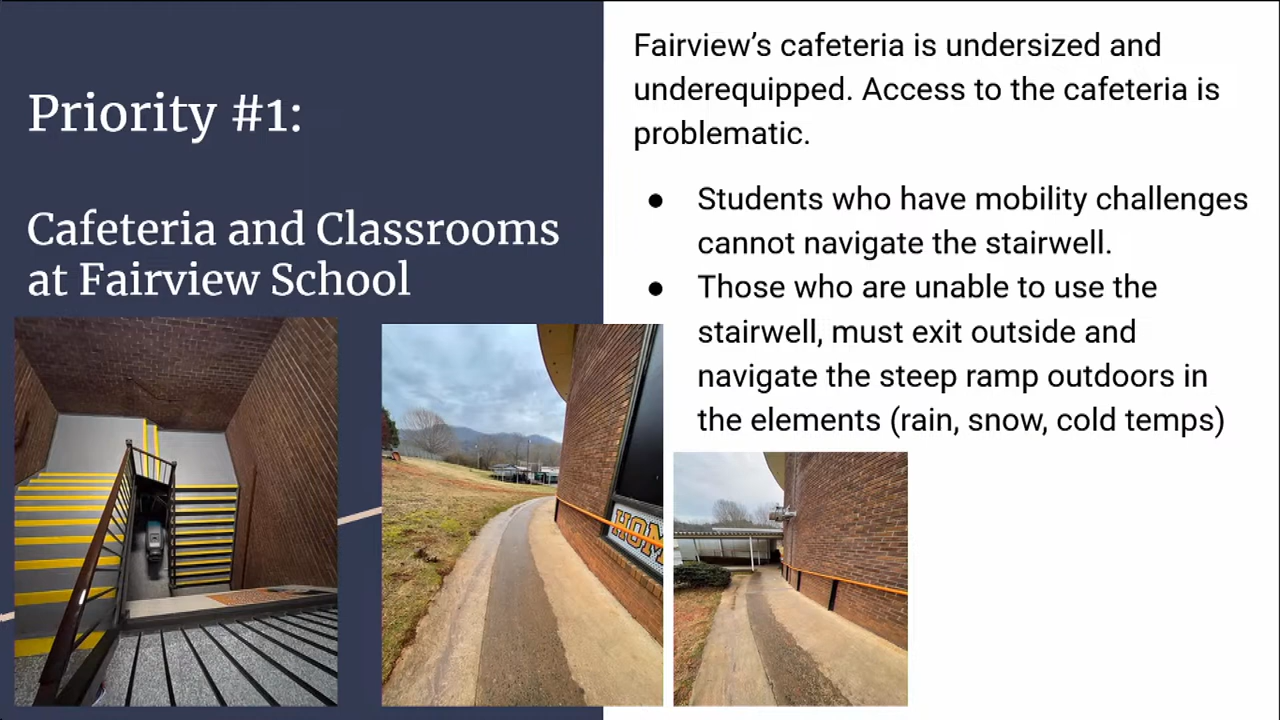 Priority #1:
Cafeteria and Classrooms
at Fairview School
Fairview’s cafeteria is undersized and
underequipped. Access to the cafeteria is
problematic.
● Students who have mobility challenges
cannot navigate the stairwell.
● Those who are unable to use the
stairwell, must exit outside and
navigate the steep ramp outdoors in
the elements (rain, snow, cold temps)